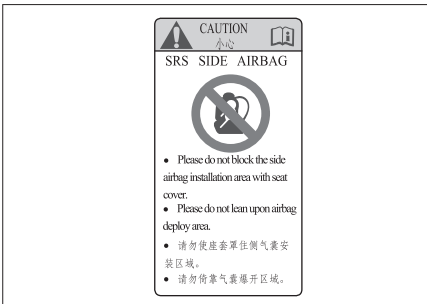 CAUTION
小心
SRS SIDE AIRBAG
• Please do not block the side
airbag installation area with seat
cover.
• Please do not lean upon airbag
deploy area.
• 请勿使座套罩住侧气囊安
装区域。
• 请勿倚靠气囊爆开区域。